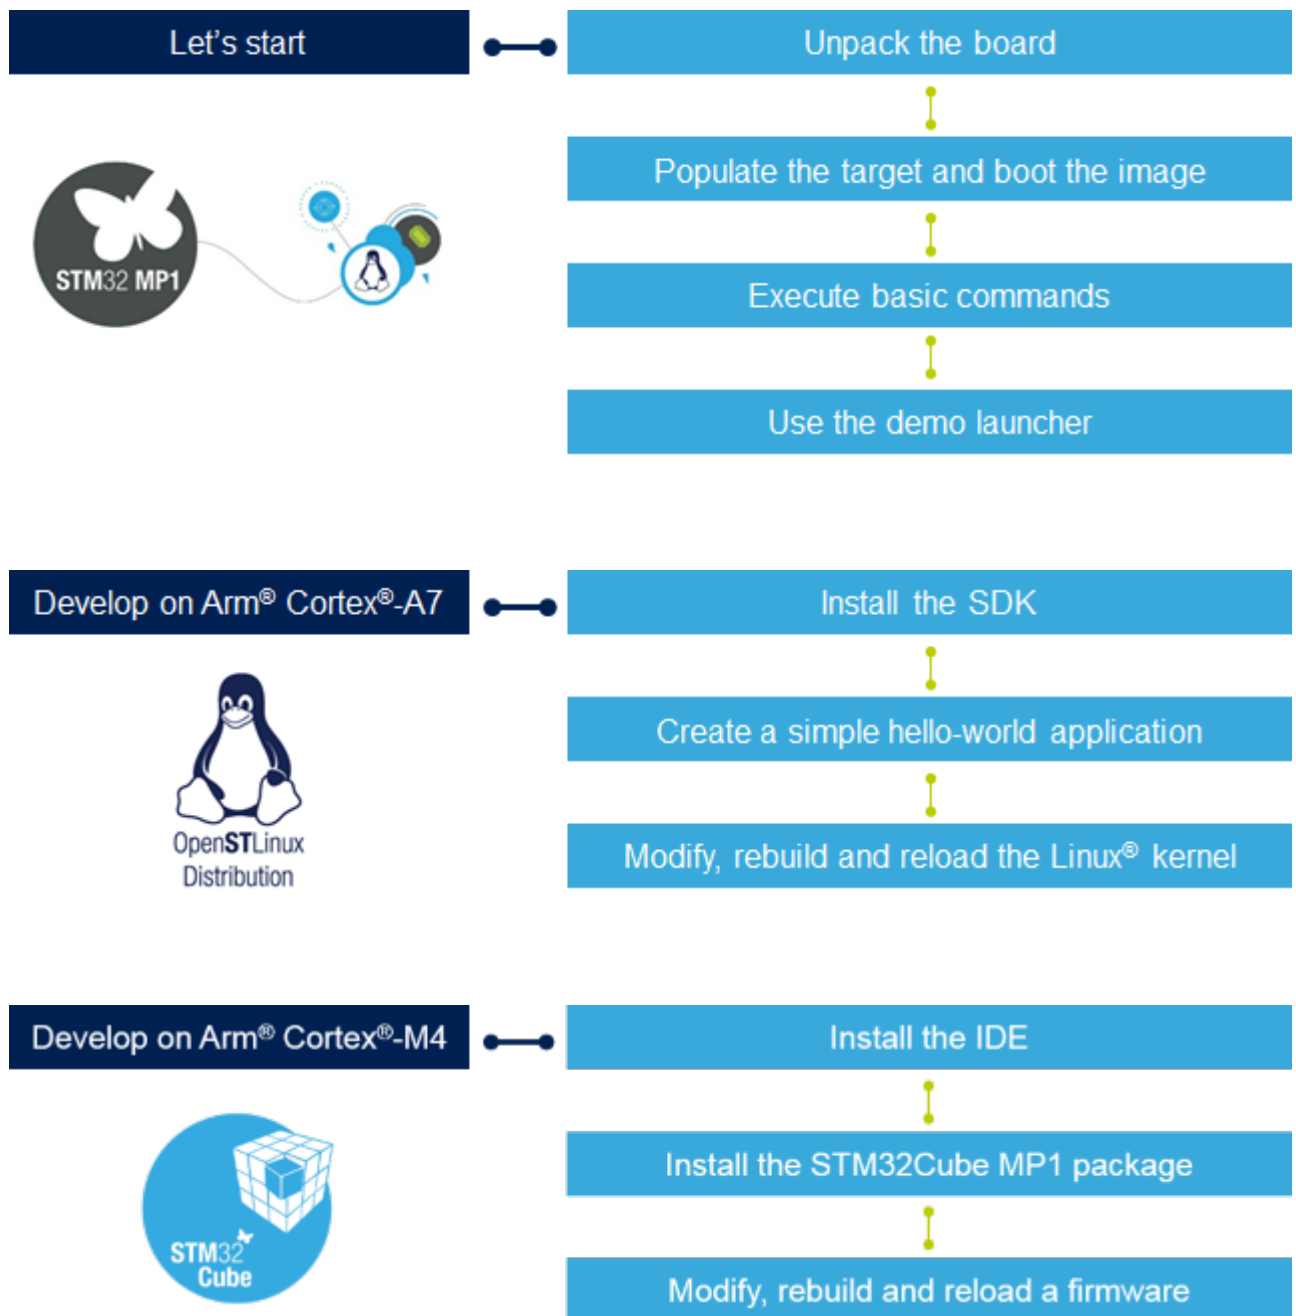 Let's start
Unpack the board
Populate the target and boot the image
STM32 MP1
Execute basic commands
Use the demo launcher
Develop on Arm® Cortex®-A7
Install the SDK
Create a simple hello-world application
OpenSTLinux
Distribution
Modify, rebuild and reload the Linux® kernel
Develop on Arm® Cortex®-M4
Install the IDE
Install the STM32Cube MP1 package
STM32
Cube
Modify, rebuild and reload a firmware